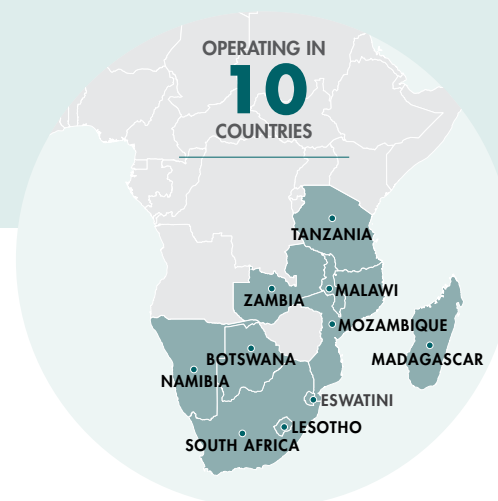 OPERATING IN
10
COUNTRIES
TANZANIA
MALAWI
ZAMBIA
MOZAMBIQUE
BOTSWANA
MADAGASCAR
NAMIBIA
ESWATINI
LESOTHO
SOUTH AFRICA